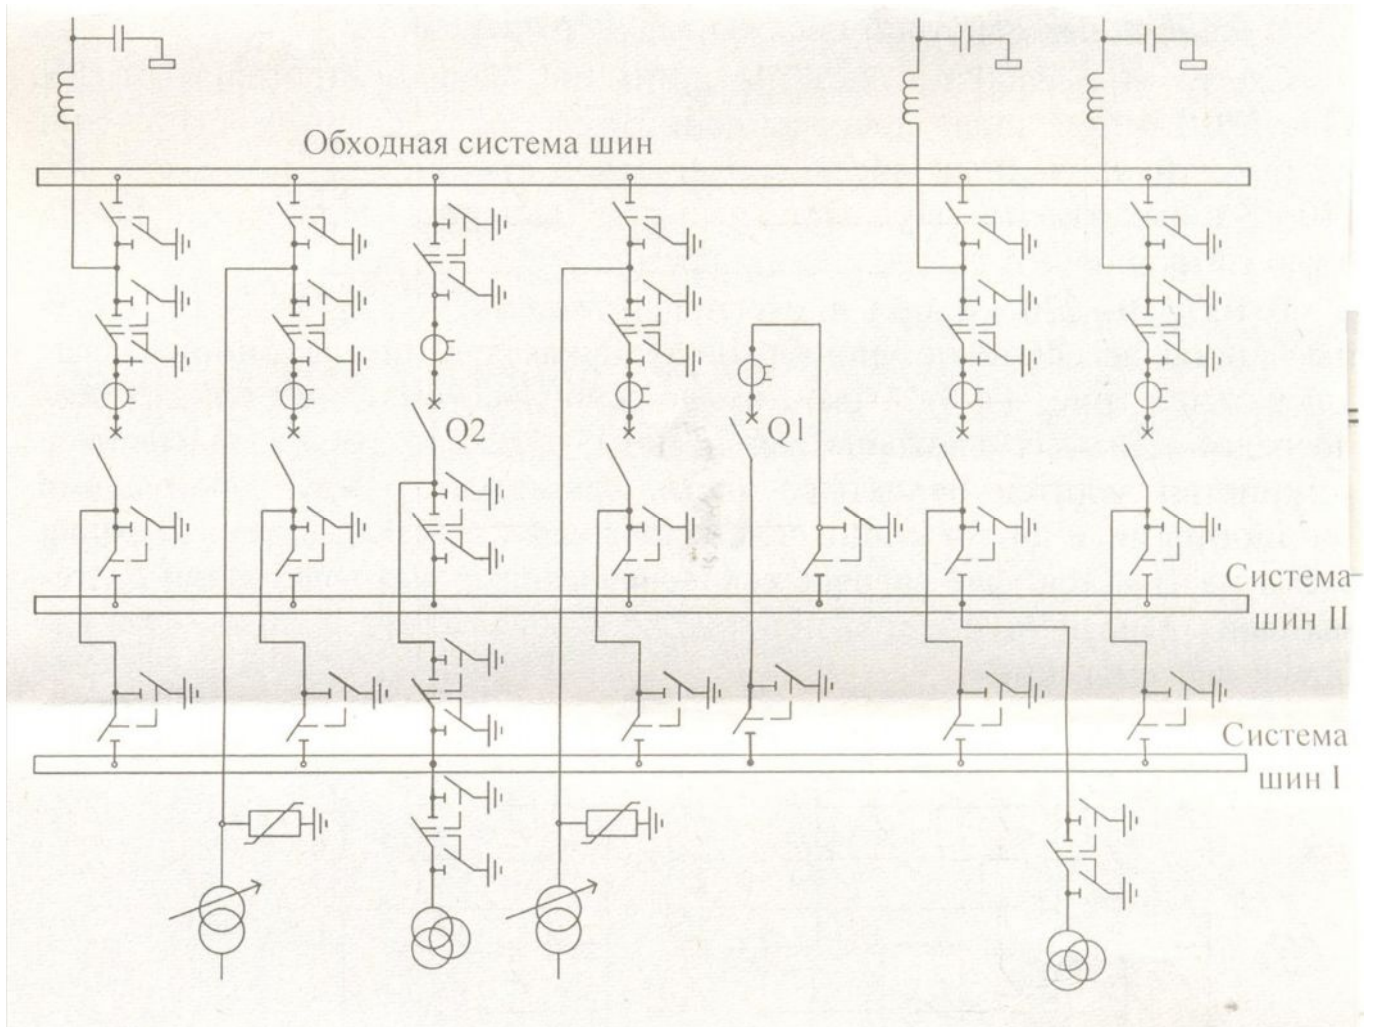 Обходная система шин
Q2
Q1
Система
шин II
Система
шин I